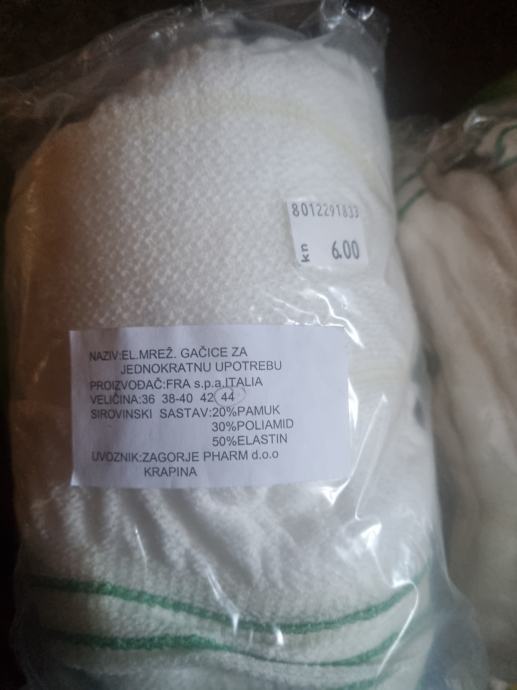 8012291833
kn 6.00
NAZIV:EL.MREŽ. GAČICE ZA
JEDNOKRATNU UPOTREBU
PROIZVOĐAČ:FRA s.p.a.ITALIA
VELIČINA:36 38-40 42 44
SIROVINSKI SASTAV:20%PAMUK
30%POLIAMID
50%ELASTIN
UVOZNIK:ZAGORJE PHARM d.o.o
KRAPINA